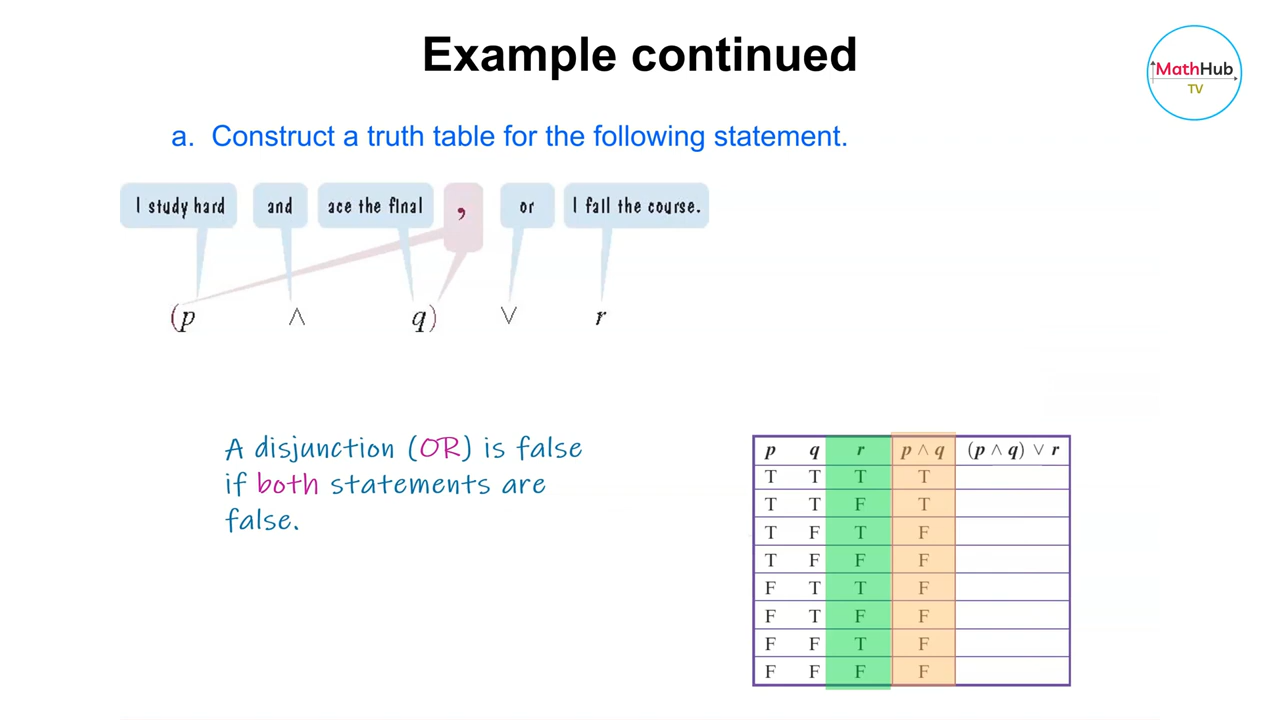 Example continued
MathHub
TV
a. Construct a truth table for the following statement.
I study hard and ace the final , or I fail the course.
(p ∧ q) ∨ r
A disjunction (OR) is false
if both statements are
false.
p q r p ∧ q (p ∧ q) ∨ r
T T T T
T T F T
T F T F
T F F F
F T T F
F T F F
F F T F
F F F F